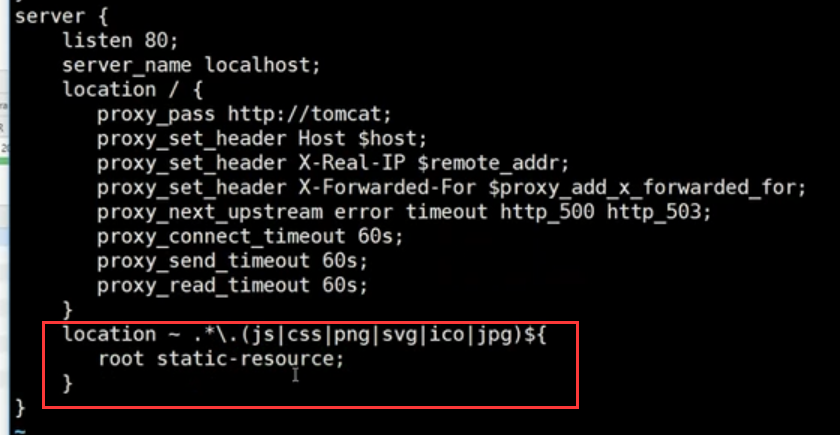 server {
listen 80;
server_name localhost;
location / {
proxy_pass http://tomcat;
proxy_set_header Host $host;
proxy_set_header X-Real-IP $remote_addr;
proxy_set_header X-Forwarded-For $proxy_add_x_forwarded_for;
proxy_next_upstream error timeout http_500 http_503;
proxy_connect_timeout 60s;
proxy_send_timeout 60s;
proxy_read_timeout 60s;
}
location ~ .*\.(js|css|png|svg|ico|jpg)${
root static-resource;
}
}
~